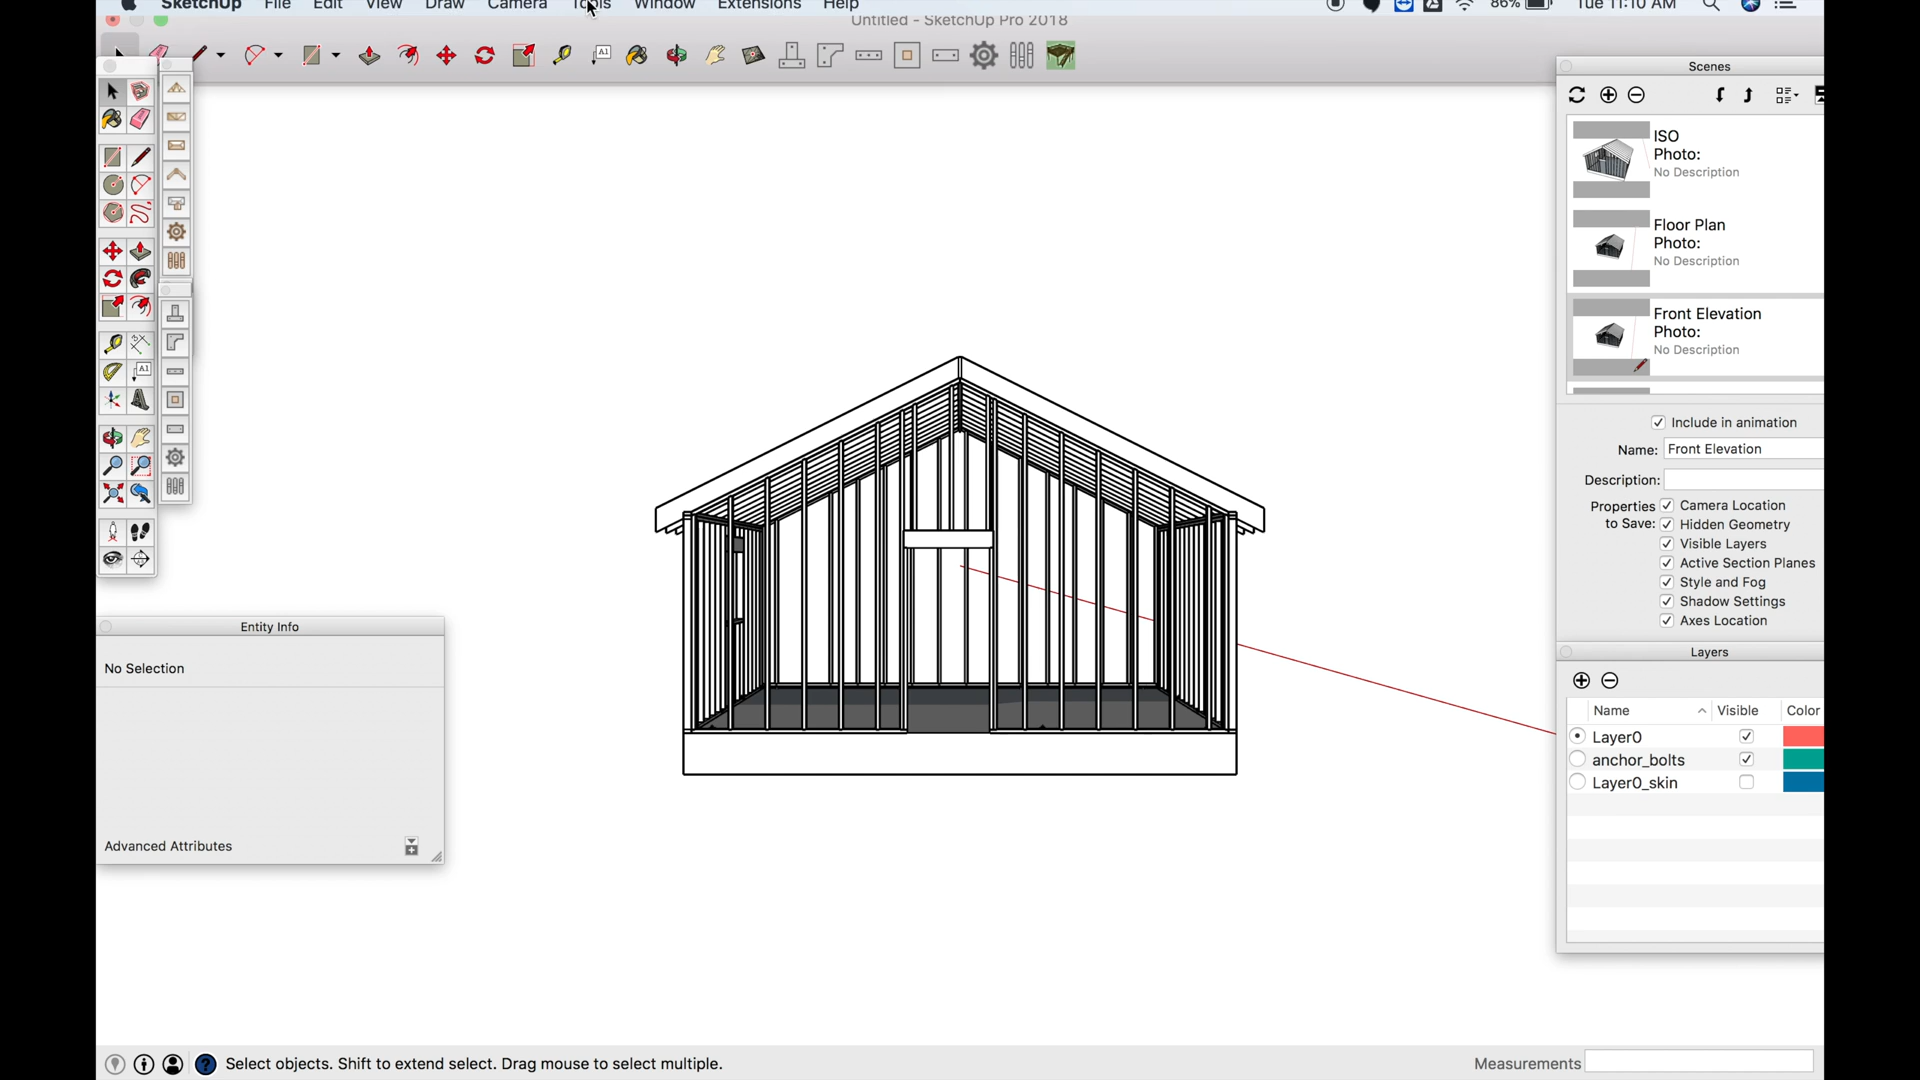 SketchUp File Edit View Draw Camera Tools Window Extensions Help 86% Tue 11:10 AM
Untitled - SketchUp Pro 2018
A1
Scenes
ISO
Photo:
No Description
Floor Plan
Photo:
No Description
Front Elevation
Photo:
No Description
Include in animation
Name: Front Elevation
Description:
Properties to Save:
Camera Location
Hidden Geometry
Visible Layers
Active Section Planes
Style and Fog
Shadow Settings
Axes Location
Layers
Name Visible Color
Layer0
anchor_bolts
Layer0_skin
A1
Entity Info
No Selection
Advanced Attributes
Select objects. Shift to extend select. Drag mouse to select multiple.
Measurements